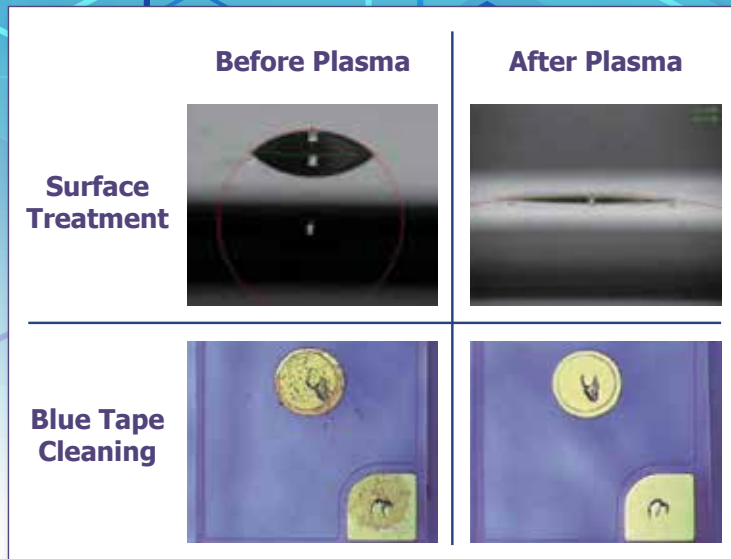 Before Plasma
After Plasma
Surface
Treatment
Blue Tape
Cleaning